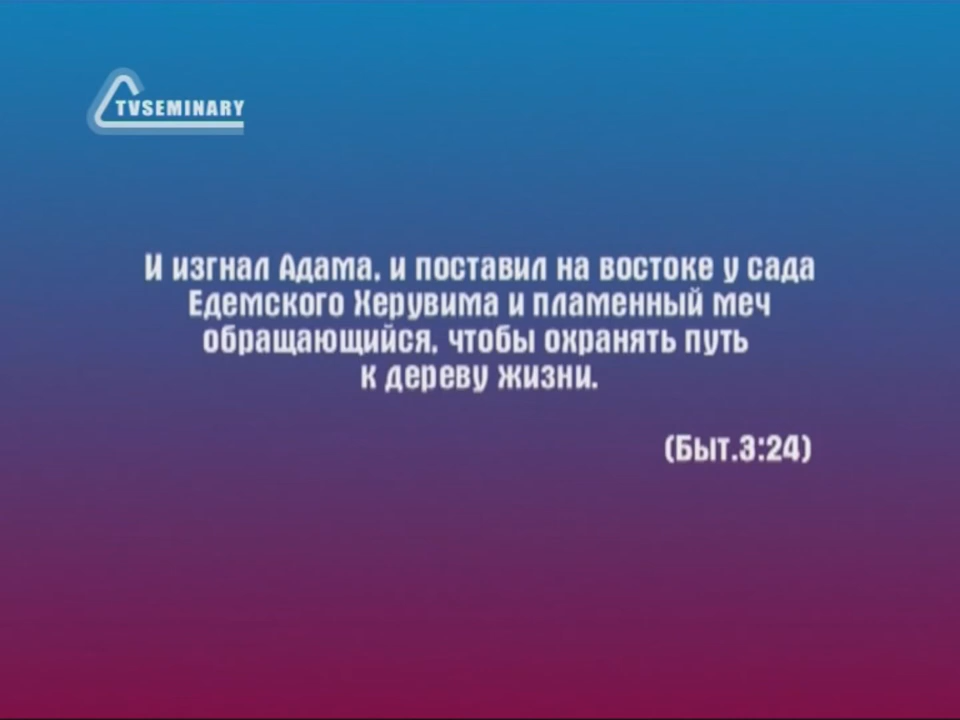 TVSEMINARY
И изгнал Адама, и поставил на востоке у сада
Едемского Херувима и пламенный меч
обращающийся, чтобы охранять путь
к дереву жизни.
(Быт.3:24)